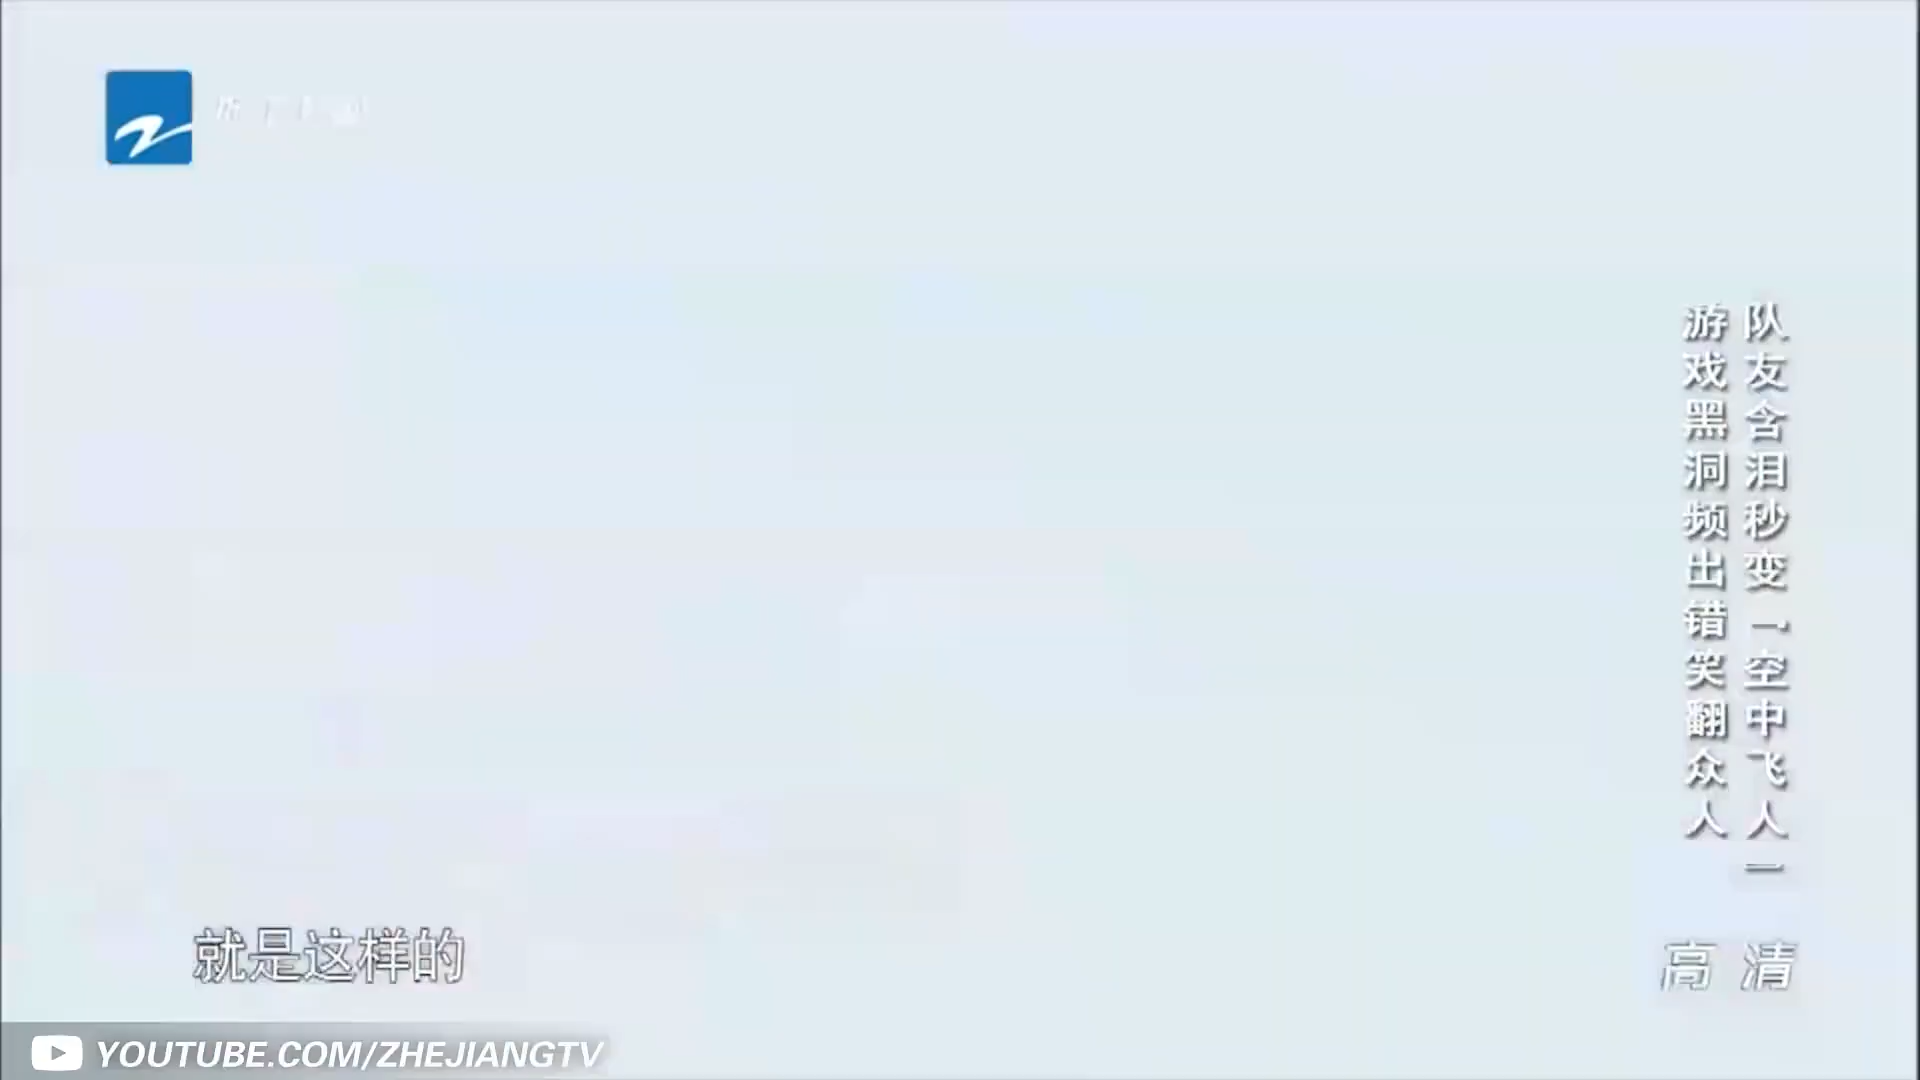 队友含泪秒变「空中飞人」
游戏黑洞频出错笑翻众人
就是这样的
高清
YOUTUBE.COM/ZHEJIANGTV